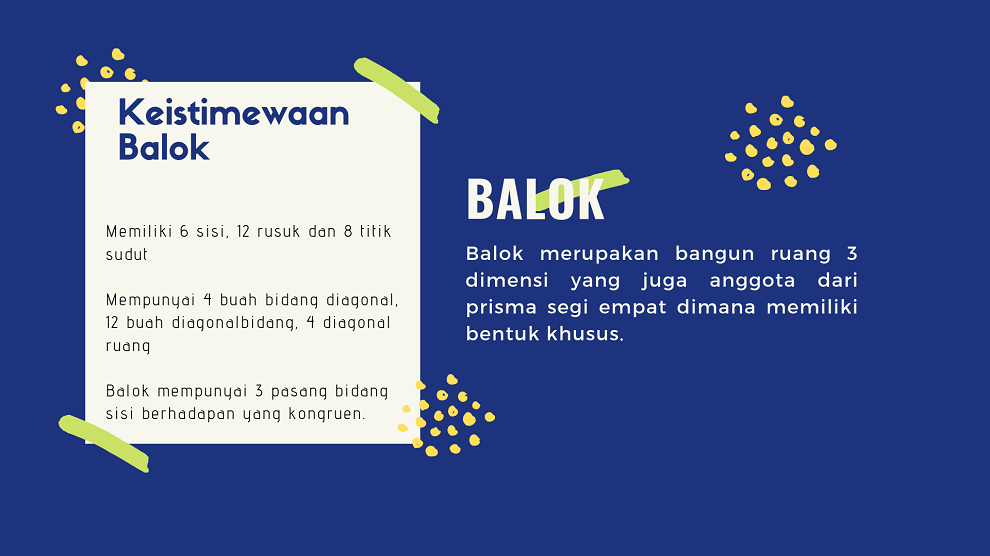 Keistimewaan
Balok
Memiliki 6 sisi, 12 rusuk dan 8 titik
sudut
Mempunyai 4 buah bidang diagonal,
12 buah diagonalbidang, 4 diagonal
ruang
Balok mempunyai 3 pasang bidang
sisi berhadapan yang kongruen.
BALOK
Balok merupakan bangun ruang 3
dimensi yang juga anggota dari
prisma segi empat dimana memiliki
bentuk khusus.